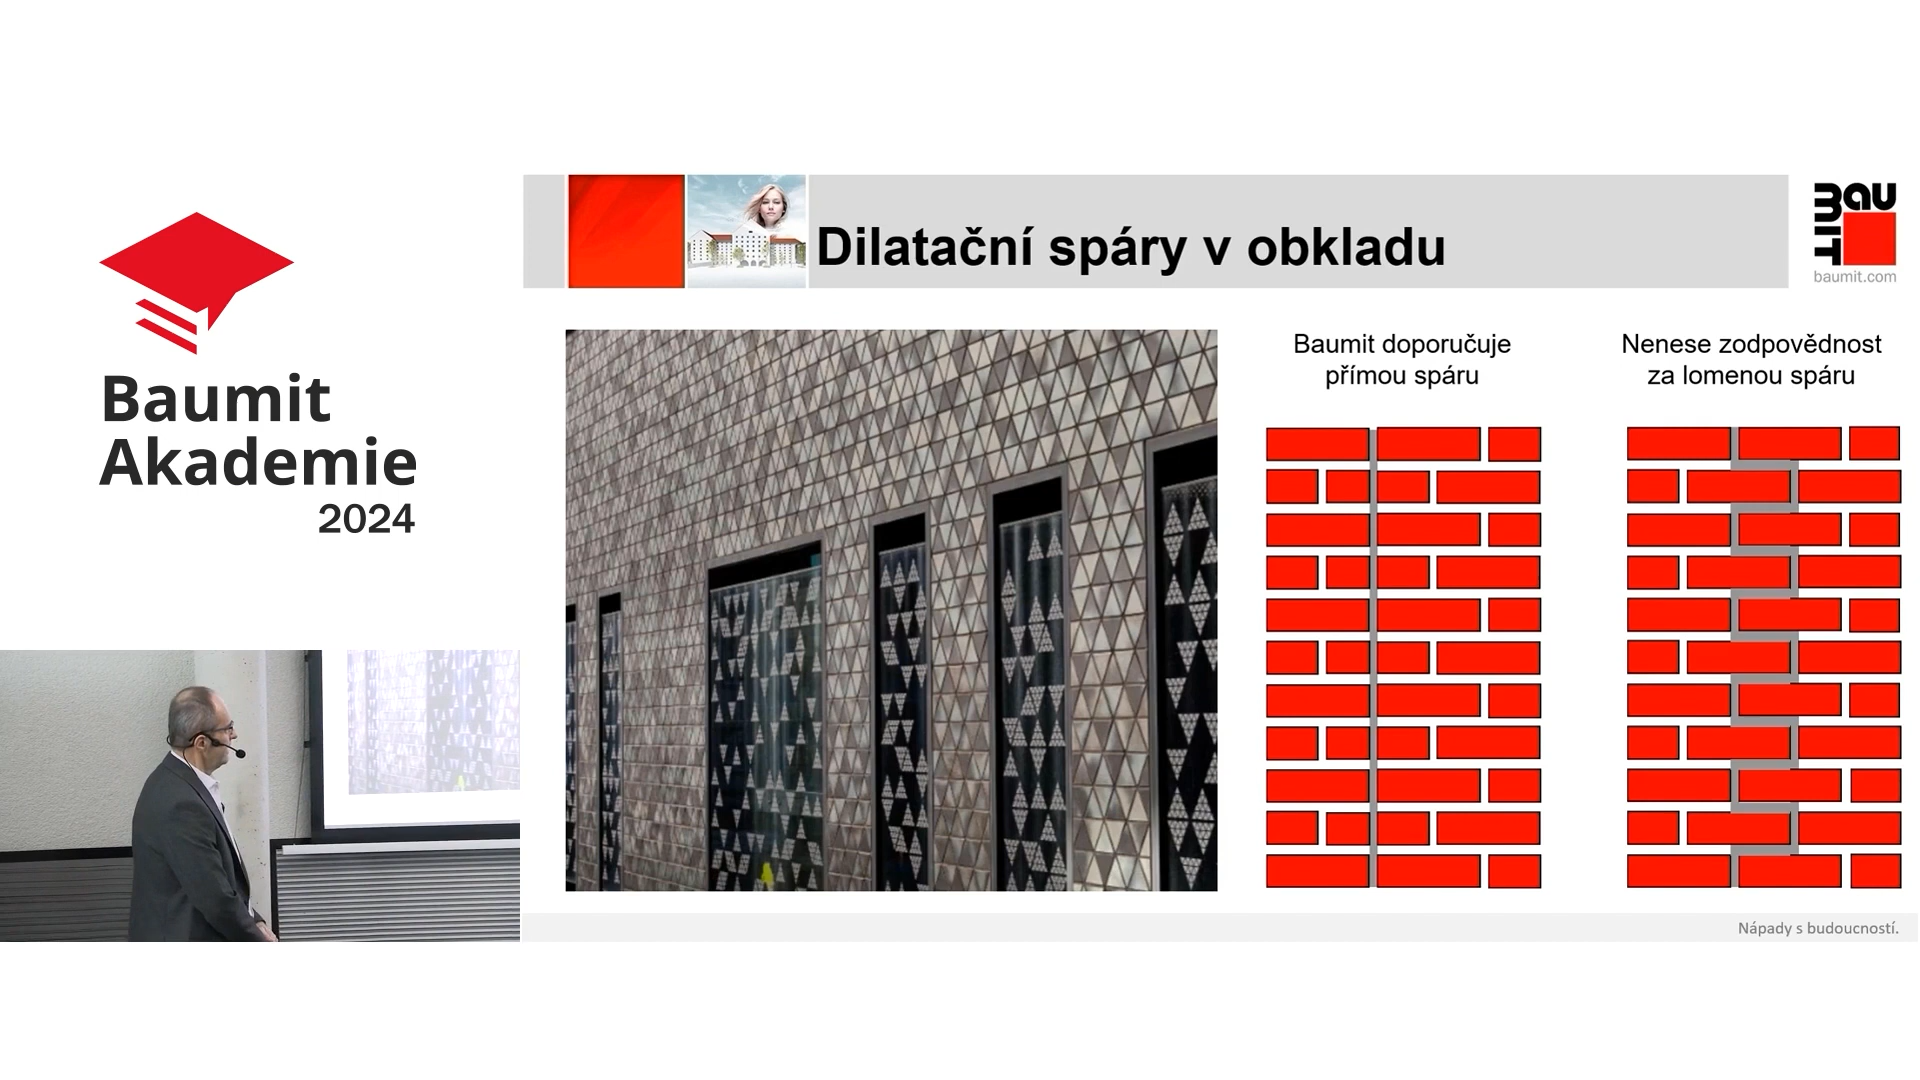 Baumit
Akademie
2024
Dilatační spáry v obkladu
baumit
baumit.com
Baumit doporučuje
přímou spáru
Nenese zodpovědnost
za lomenou spáru
Nápady s budoucností.